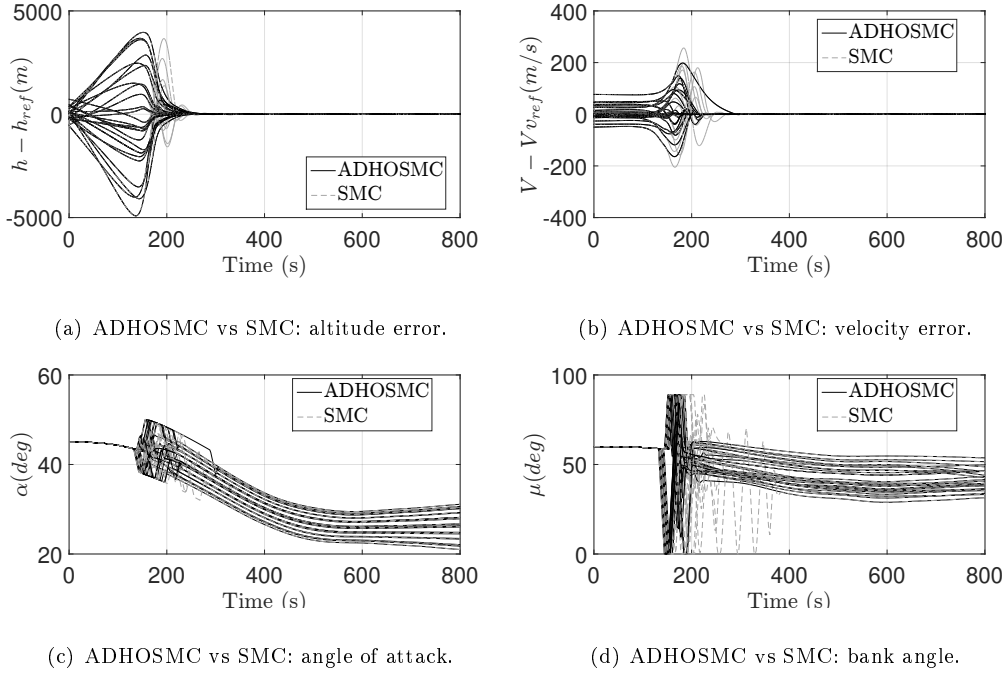 5000
0
-5000
h − h_ref(m)
ADHOSMC
SMC
0 200 400 600 800
Time (s)
400
200
0
-200
-400
V − Vv_ref(m/s)
ADHOSMC
SMC
0 200 400 600 800
Time (s)
(a) ADHOSMC vs SMC: altitude error.
(b) ADHOSMC vs SMC: velocity error.
60
40
20
α(deg)
ADHOSMC
SMC
0 200 400 600 800
Time (s)
100
50
0
μ(deg)
ADHOSMC
SMC
0 200 400 600 800
Time (s)
(c) ADHOSMC vs SMC: angle of attack.
(d) ADHOSMC vs SMC: bank angle.